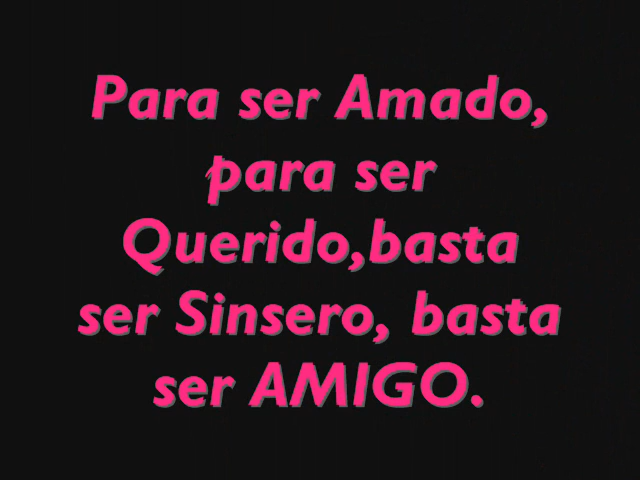 Para ser Amado,
para ser
Querido,basta
ser Sinsero, basta
ser AMIGO.